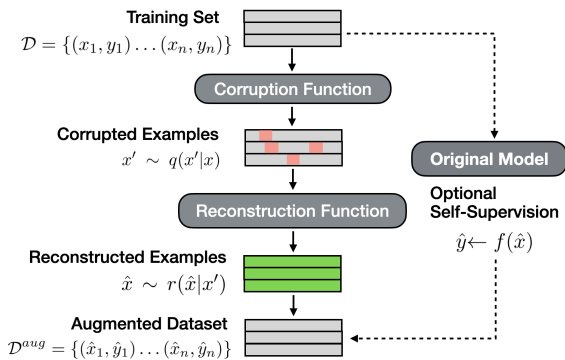 Training Set
𝒟 = {(x₁, y₁) … (xₙ, yₙ)}
Corruption Function
Corrupted Examples
x′ ∼ q(x′|x)
Original Model
Optional
Self-Supervision
ŷ ← f(x̂)
Reconstruction Function
Reconstructed Examples
x̂ ∼ r(x̂|x′)
Augmented Dataset
𝒟ᵃᵘᵍ = {(x̂₁, ŷ₁) … (x̂ₙ, ŷₙ)}